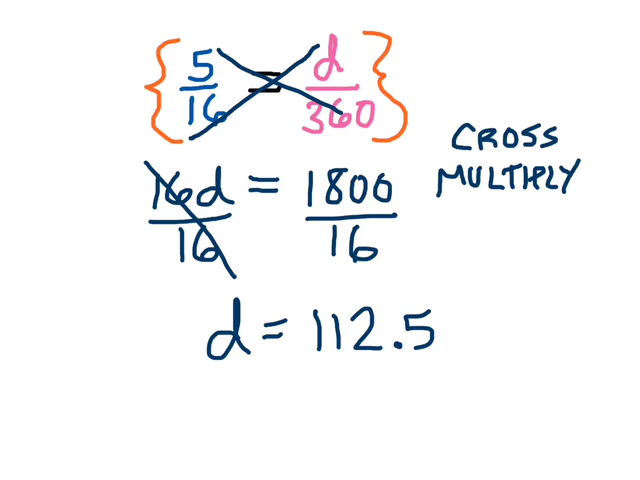 { 5/16 = d/360 }
CROSS
MULTIPLY
16d/16 = 1800/16
d = 112.5